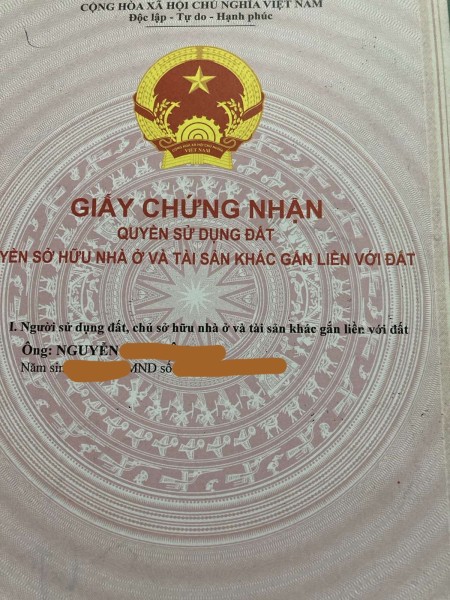 CỘNG HÒA XÃ HỘI CHỦ NGHĨA VIỆT NAM
Độc lập - Tự do - Hạnh phúc
VIỆT NAM
GIẤY CHỨNG NHẬN
QUYỀN SỬ DỤNG ĐẤT
YỀN SỞ HỮU NHÀ Ở VÀ TÀI SẢN KHÁC GẮN LIỀN VỚI ĐẤT
I. Người sử dụng đất, chủ sở hữu nhà ở và tài sản khác gắn liền với đất
Ông: NGUYỄN
Năm sin MND số